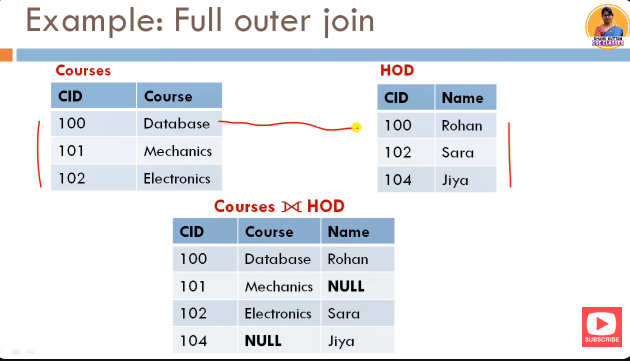 Example: Full outer join
Courses
CID Course
100 Database
101 Mechanics
102 Electronics
HOD
CID Name
100 Rohan
102 Sara
104 Jiya
Courses ⟗ HOD
CID Course Name
100 Database Rohan
101 Mechanics NULL
102 Electronics Sara
104 NULL Jiya
SUBSCRIBE